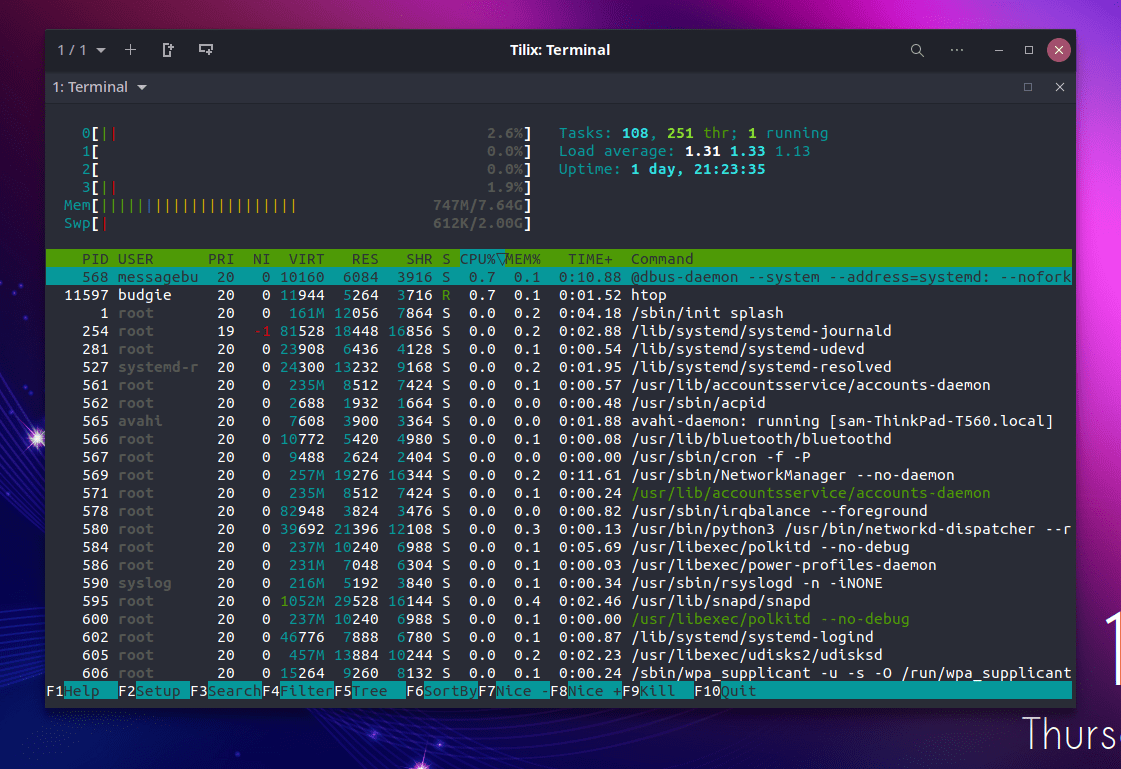 1 / 1 Tilix: Terminal
1: Terminal
0[|| 2.6%] Tasks: 108, 251 thr; 1 running
1[ 0.0%] Load average: 1.31 1.33 1.13
2[ 0.0%] Uptime: 1 day, 21:23:35
3[|| 1.9%]
Mem[|||||||||||||||||||||| 747M/7.64G]
Swp[| 612K/2.00G]
PID USER PRI NI VIRT RES SHR S CPU%▽MEM% TIME+ Command
568 messagebu 20 0 10160 6084 3916 S 0.7 0.1 0:10.88 @dbus-daemon --system --address=systemd: --nofork
11597 budgie 20 0 11944 5264 3716 R 0.7 0.1 0:01.52 htop
1 root 20 0 161M 12056 7864 S 0.0 0.2 0:04.18 /sbin/init splash
254 root 19 -1 81528 18448 16856 S 0.0 0.2 0:02.88 /lib/systemd/systemd-journald
281 root 20 0 23908 6436 4128 S 0.0 0.1 0:00.54 /lib/systemd/systemd-udevd
527 systemd-r 20 0 24300 13232 9168 S 0.0 0.2 0:01.95 /lib/systemd/systemd-resolved
561 root 20 0 235M 8512 7424 S 0.0 0.1 0:00.57 /usr/lib/accountsservice/accounts-daemon
562 root 20 0 2688 1932 1664 S 0.0 0.0 0:00.48 /usr/sbin/acpid
565 avahi 20 0 7608 3900 3364 S 0.0 0.0 0:01.88 avahi-daemon: running [sam-ThinkPad-T560.local]
566 root 20 0 10772 5420 4980 S 0.0 0.1 0:00.08 /usr/lib/bluetooth/bluetoothd
567 root 20 0 9488 2624 2404 S 0.0 0.0 0:00.00 /usr/sbin/cron -f -P
569 root 20 0 257M 19276 16344 S 0.0 0.2 0:11.61 /usr/sbin/NetworkManager --no-daemon
571 root 20 0 235M 8512 7424 S 0.0 0.1 0:00.24 /usr/lib/accountsservice/accounts-daemon
578 root 20 0 82948 3824 3476 S 0.0 0.0 0:00.82 /usr/sbin/irqbalance --foreground
580 root 20 0 39692 21396 12108 S 0.0 0.3 0:00.13 /usr/bin/python3 /usr/bin/networkd-dispatcher --r
584 root 20 0 237M 10240 6988 S 0.0 0.1 0:05.69 /usr/libexec/polkitd --no-debug
586 root 20 0 231M 7048 6304 S 0.0 0.1 0:00.03 /usr/libexec/power-profiles-daemon
590 syslog 20 0 216M 5192 3840 S 0.0 0.1 0:00.34 /usr/sbin/rsyslogd -n -iNONE
595 root 20 0 1052M 29528 16144 S 0.0 0.4 0:02.46 /usr/lib/snapd/snapd
600 root 20 0 237M 10240 6988 S 0.0 0.1 0:00.00 /usr/libexec/polkitd --no-debug
602 root 20 0 46776 7888 6780 S 0.0 0.1 0:00.87 /lib/systemd/systemd-logind
605 root 20 0 457M 13884 10244 S 0.0 0.2 0:02.23 /usr/libexec/udisks2/udisksd
606 root 20 0 15264 9260 8132 S 0.0 0.1 0:00.24 /sbin/wpa_supplicant -u -s -O /run/wpa_supplicant
F1Help F2Setup F3SearchF4FilterF5Tree F6SortByF7Nice -F8Nice +F9Kill F10Quit
1
Thurs